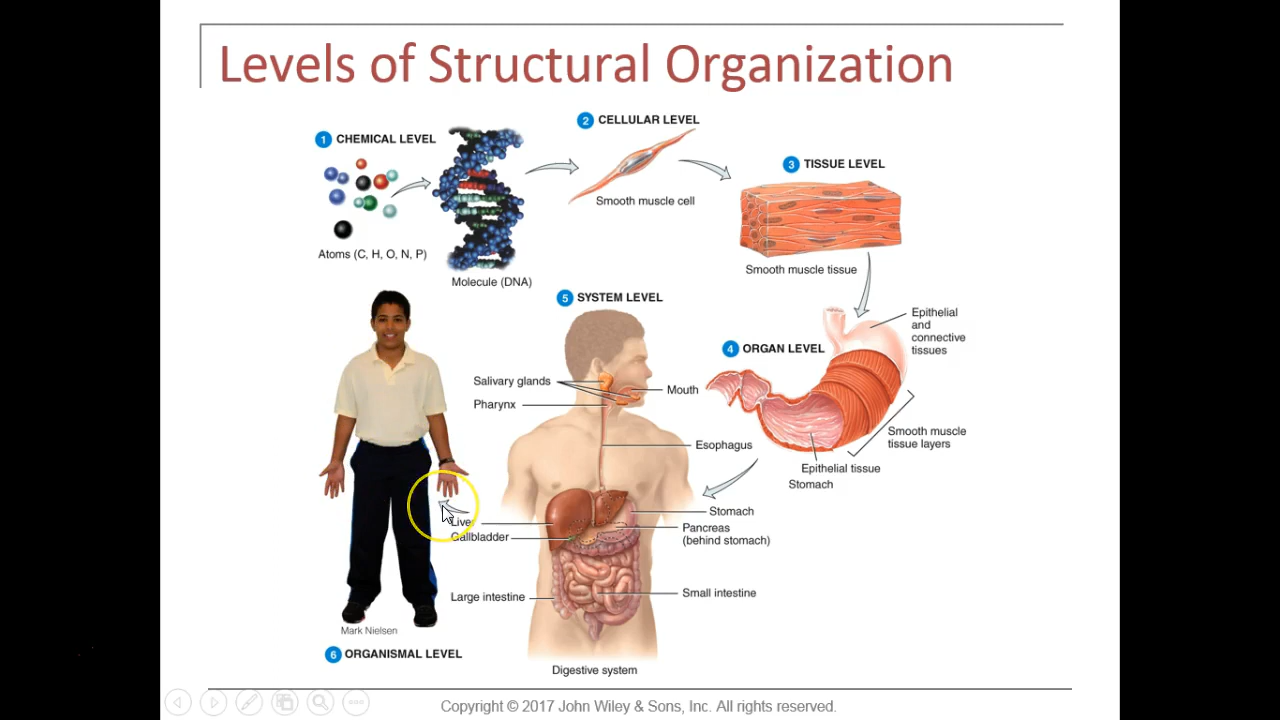 Levels of Structural Organization
1 CHEMICAL LEVEL
Atoms (C, H, O, N, P)
Molecule (DNA)
2 CELLULAR LEVEL
Smooth muscle cell
3 TISSUE LEVEL
Smooth muscle tissue
4 ORGAN LEVEL
Epithelial
and
connective
tissues
Smooth muscle
tissue layers
Epithelial tissue
Stomach
5 SYSTEM LEVEL
Salivary glands
Mouth
Pharynx
Esophagus
Liver
Stomach
Gallbladder
Pancreas
(behind stomach)
Large intestine
Small intestine
Digestive system
Mark Nielsen
6 ORGANISMAL LEVEL
Copyright © 2017 John Wiley & Sons, Inc. All rights reserved.